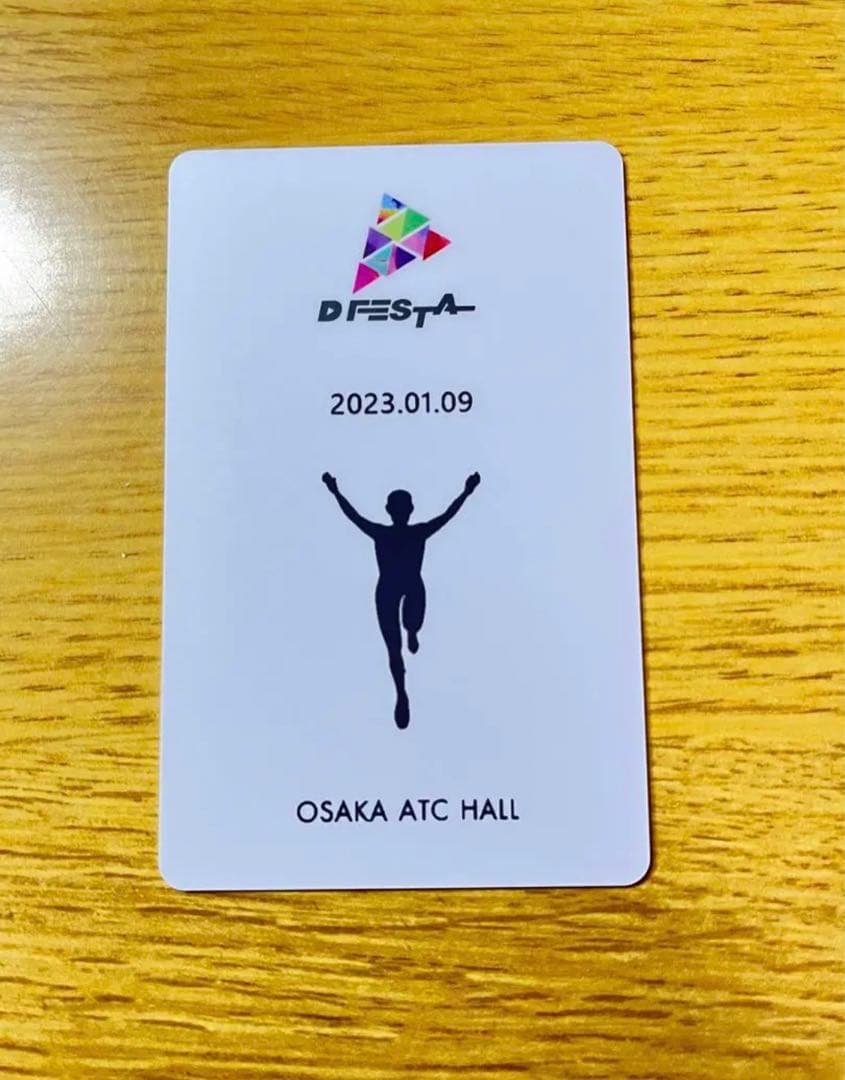 D FESTA
2023.01.09
OSAKA ATC HALL